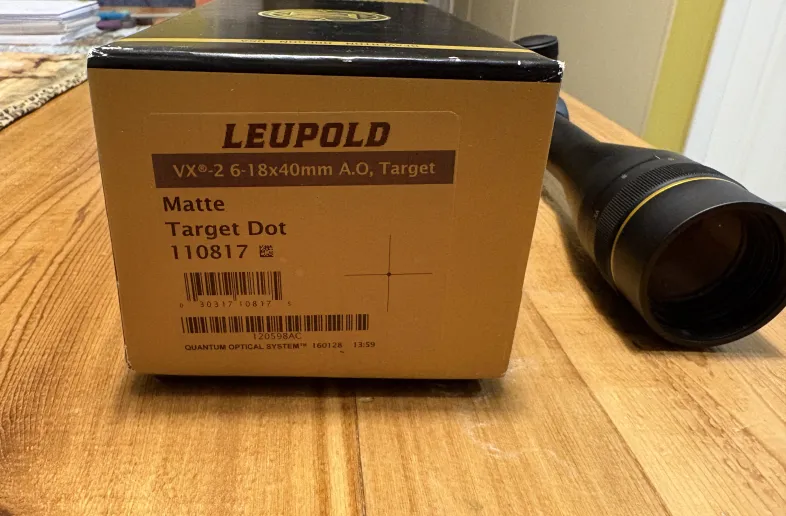 LEUPOLD
VX®-2 6-18x40mm A.O, Target
Matte
Target Dot
110817
0 30317 10817 5
120598AC
QUANTUM OPTICAL SYSTEM™ 160128 13:59